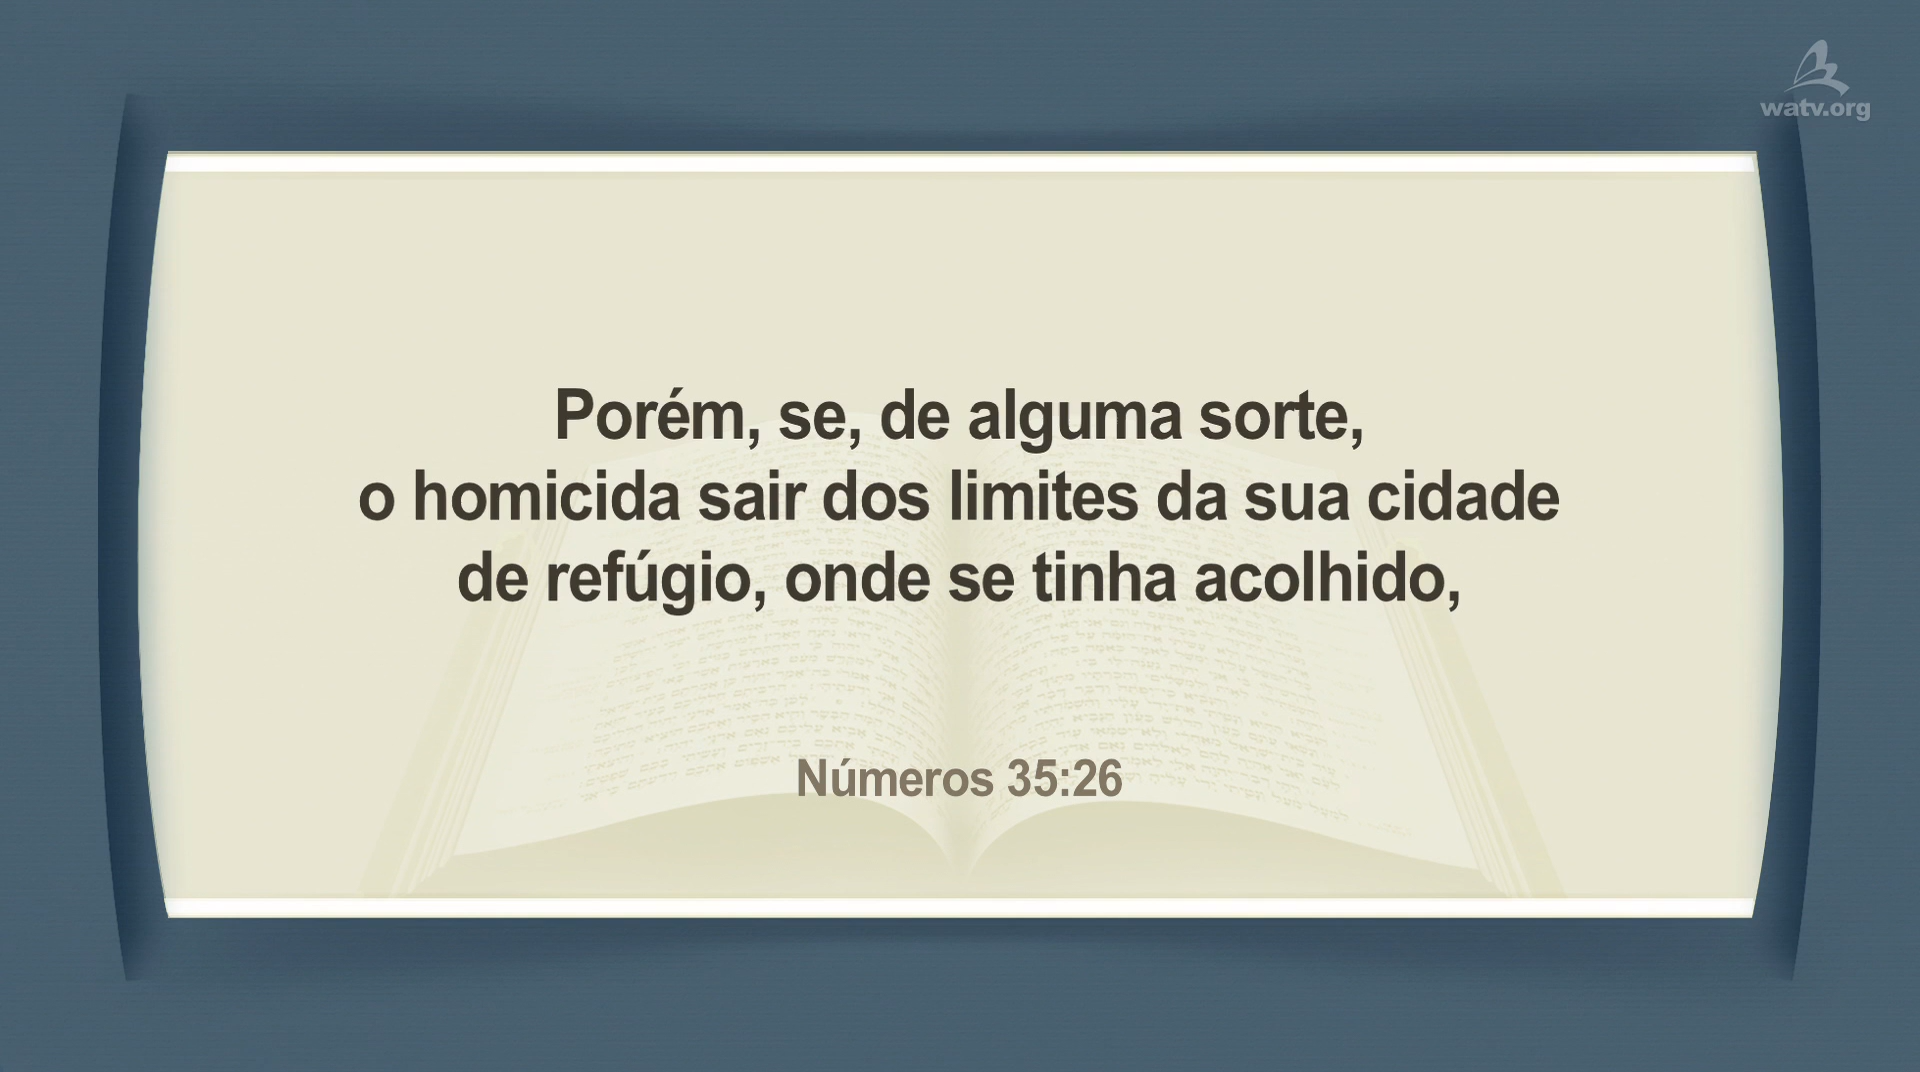 watv.org
Porém, se, de alguma sorte,
o homicida sair dos limites da sua cidade
de refúgio, onde se tinha acolhido,
Números 35:26